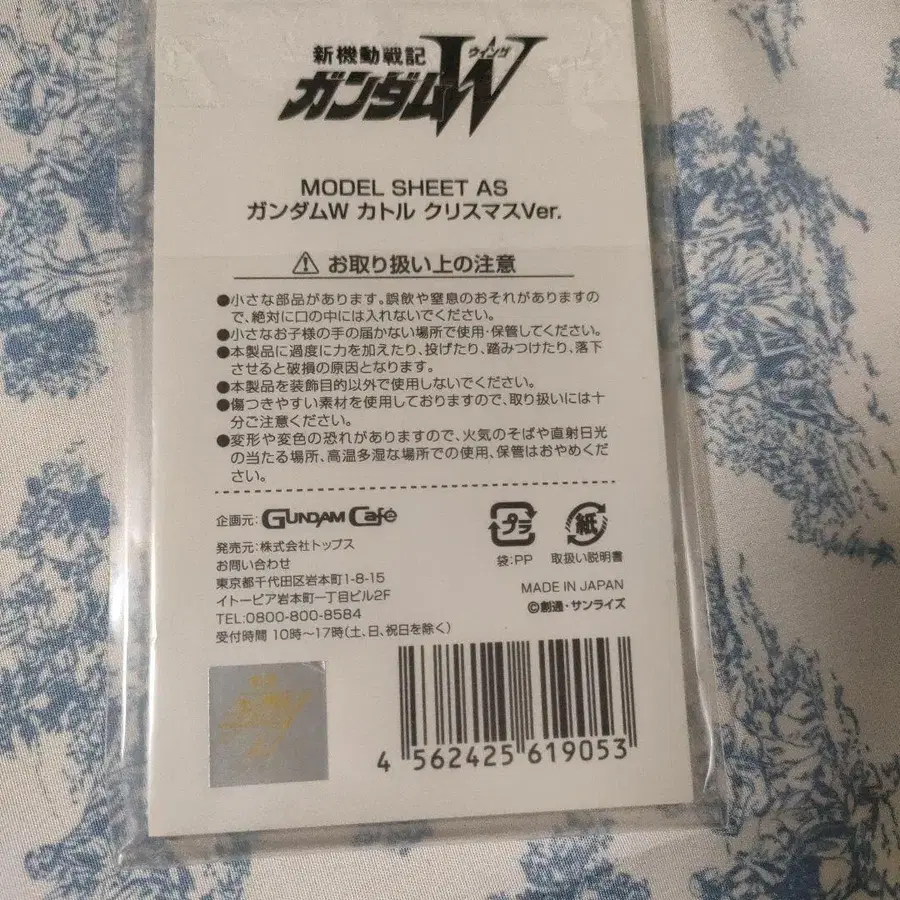 新機動戦記
ウイング
ガンダムW
MODEL SHEET AS
ガンダムW カトル クリスマスVer.
お取り扱い上の注意
●小さな部品があります。誤飲や窒息のおそれがありますの
で、絶対に口の中には入れないでください。
●小さなお子様の手の届かない場所で使用・保管してください。
●本製品に過度に力を加えたり、投げたり、踏みつけたり、落下
させると破損の原因となります。
●本製品を装飾目的以外で使用しないでください。
●傷つきやすい素材を使用しておりますので、取り扱いには十
分ご注意ください。
●変形や変色の恐れがありますので、火気のそばや直射日光
の当たる場所、高温多湿な場所での使用、保管はおやめくだ
さい。
企画元：GUNDAM Café
発売元：株式会社トップス
お問い合わせ
東京都千代田区岩本町1-8-15
イトーピア岩本町一丁目ビル2F
TEL:0800-800-8584
受付時間 10時～17時(土、日、祝日を除く)
プラ
袋:PP
紙
取扱い説明書
MADE IN JAPAN
©創通・サンライズ
4 562425 619053